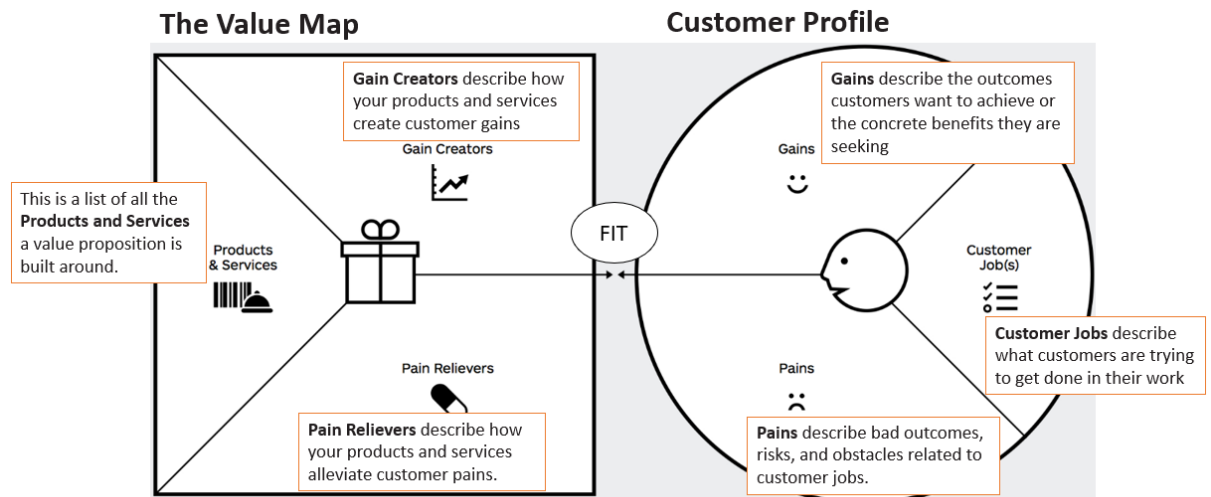 The Value Map
Customer Profile
Gain Creators describe how
your products and services
create customer gains
Gain Creators
This is a list of all the
Products and Services
a value proposition is
built around.
Products
& Services
Pain Relievers
Pain Relievers describe how
your products and services
alleviate customer pains.
FIT
Gains describe the outcomes
customers want to achieve or
the concrete benefits they are
seeking
Gains
Customer
Job(s)
Customer Jobs describe
what customers are trying
to get done in their work
Pains
Pains describe bad outcomes,
risks, and obstacles related to
customer jobs.